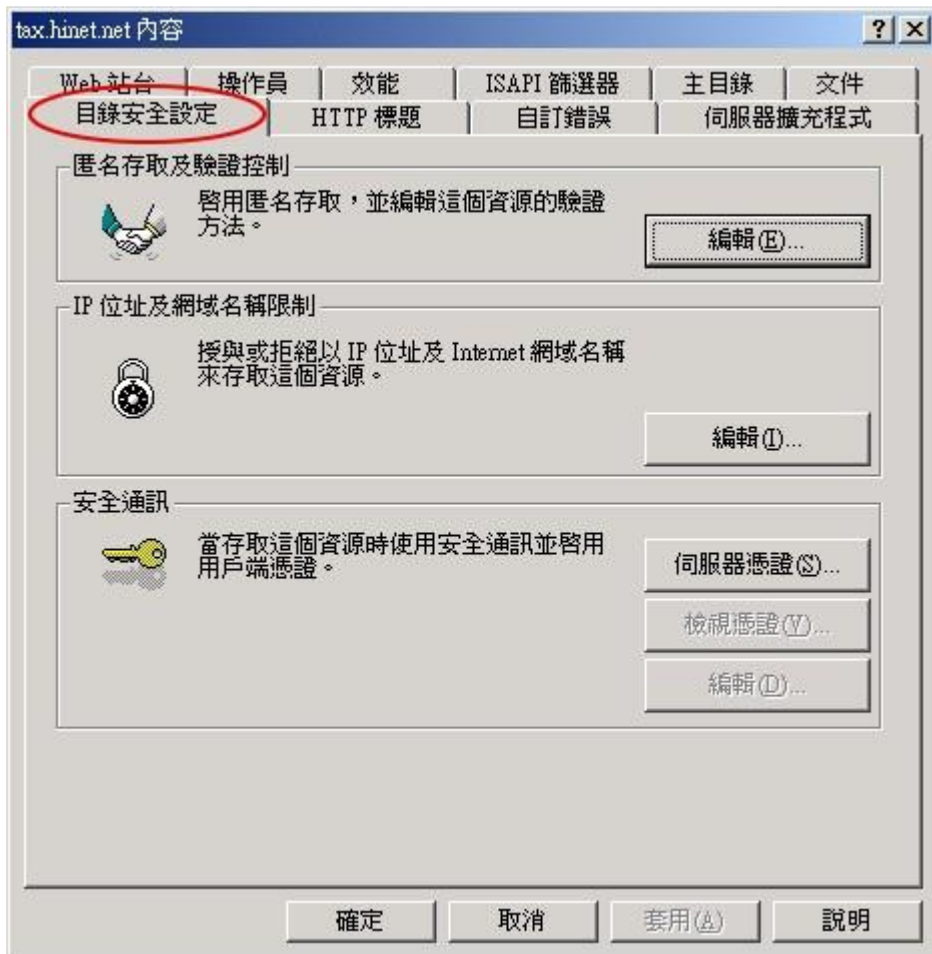 tax.hinet.net 內容
Web 站台 操作員 效能 ISAPI 篩選器 主目錄 文件
目錄安全設定 HTTP 標題 自訂錯誤 伺服器擴充程式
匿名存取及驗證控制
啓用匿名存取，並編輯這個資源的驗證
方法。
編輯(E)...
IP 位址及網域名稱限制
授與或拒絕以 IP 位址及 Internet 網域名稱
來存取這個資源。
編輯(I)...
安全通訊
當存取這個資源時使用安全通訊並啓用
用戶端憑證。
伺服器憑證(S)...
檢視憑證(V)...
編輯(D)...
確定 取消 套用(A) 說明